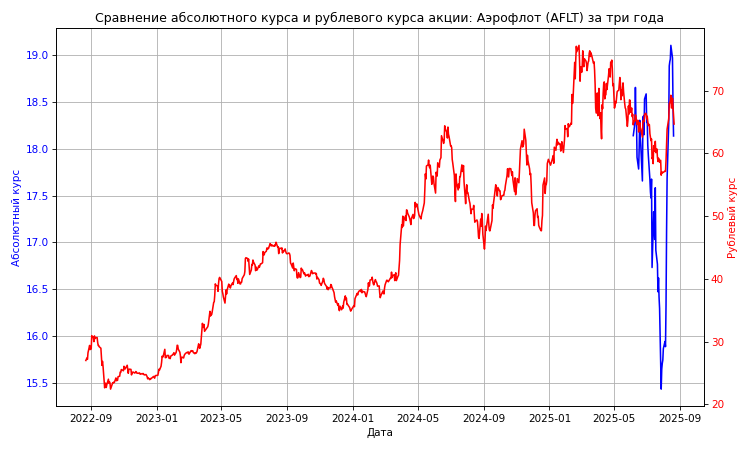 Сравнение абсолютного курса и рублевого курса акции: Аэрофлот (AFLT) за три года
Абсолютный курс
19.0
18.5
18.0
17.5
17.0
16.5
16.0
15.5
70
60
50
40
30
20
Рублевый курс
2022-09 2023-01 2023-05 2023-09 2024-01 2024-05 2024-09 2025-01 2025-05 2025-09
Дата